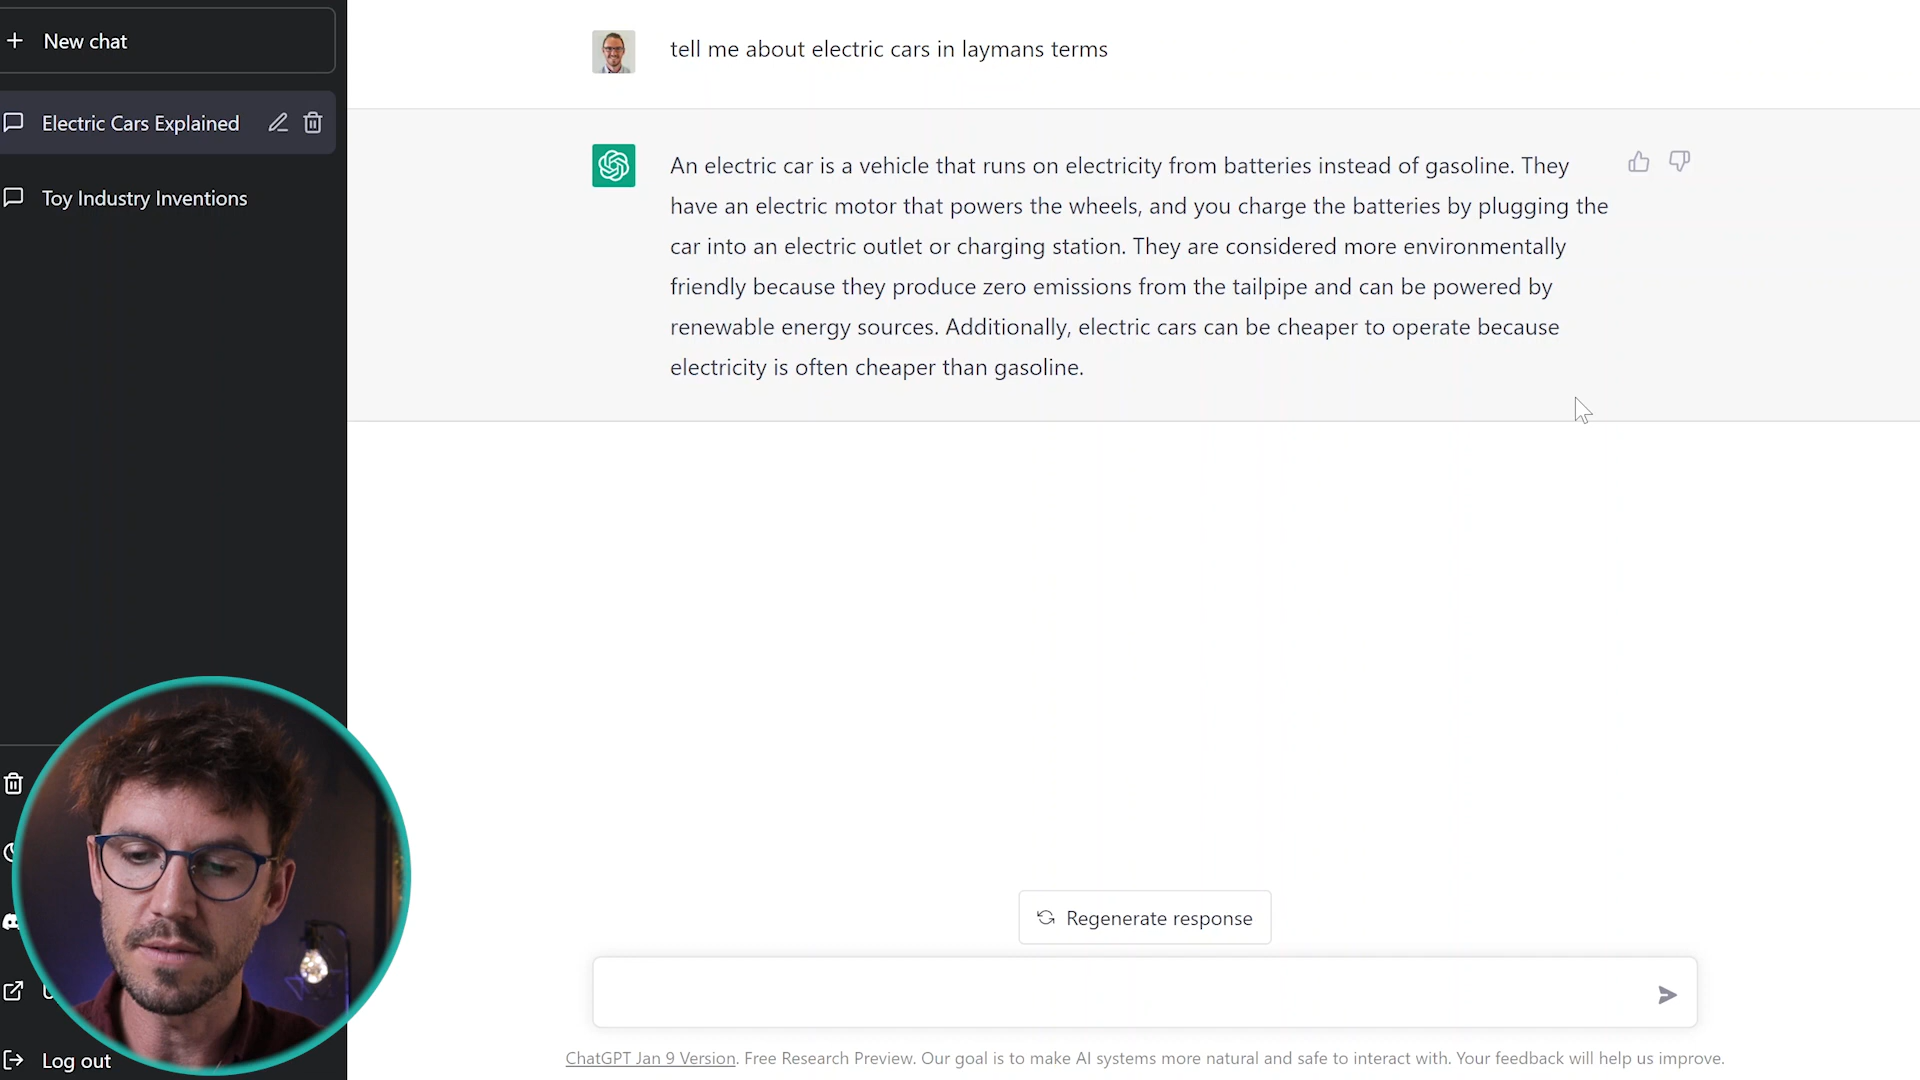 New chat
Electric Cars Explained
Toy Industry Inventions
Log out
tell me about electric cars in laymans terms
An electric car is a vehicle that runs on electricity from batteries instead of gasoline. They
have an electric motor that powers the wheels, and you charge the batteries by plugging the
car into an electric outlet or charging station. They are considered more environmentally
friendly because they produce zero emissions from the tailpipe and can be powered by
renewable energy sources. Additionally, electric cars can be cheaper to operate because
electricity is often cheaper than gasoline.
Regenerate response
ChatGPT Jan 9 Version. Free Research Preview. Our goal is to make AI systems more natural and safe to interact with. Your feedback will help us improve.